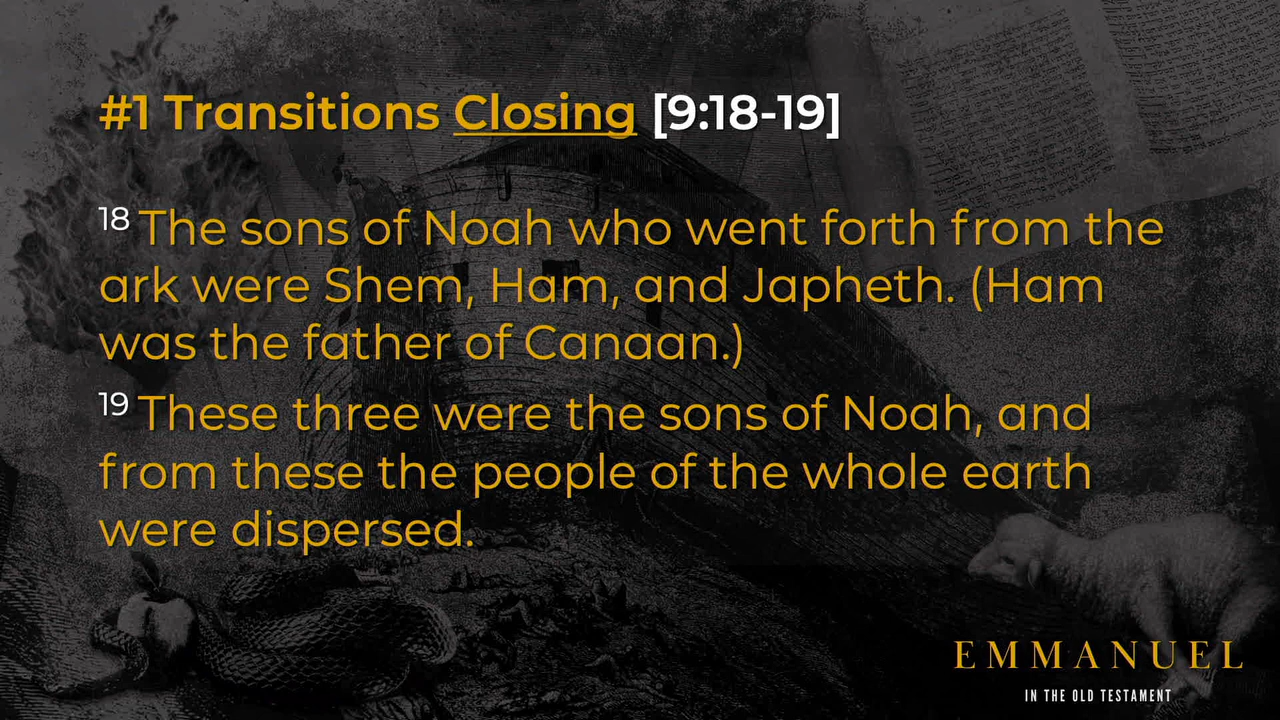 #1 Transitions Closing [9:18-19]
18 The sons of Noah who went forth from the
ark were Shem, Ham, and Japheth. (Ham
was the father of Canaan.)
19 These three were the sons of Noah, and
from these the people of the whole earth
were dispersed.
EMMANUEL
IN THE OLD TESTAMENT